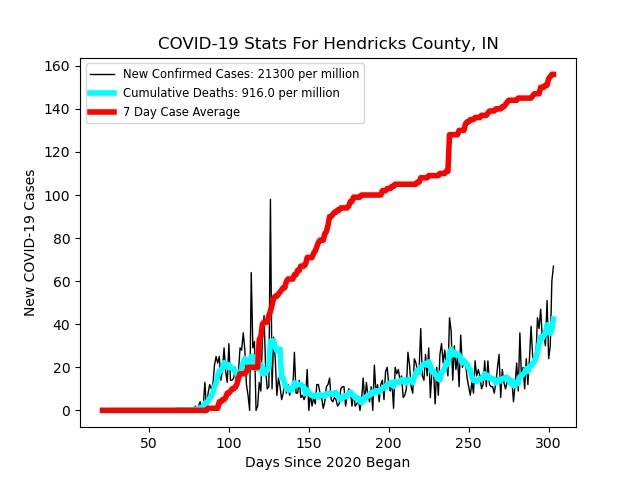 COVID-19 Stats For Hendricks County, IN
New Confirmed Cases: 21300 per million
Cumulative Deaths: 916.0 per million
7 Day Case Average
160
140
120
100
80
60
40
20
0
New COVID-19 Cases
50 100 150 200 250 300
Days Since 2020 Began